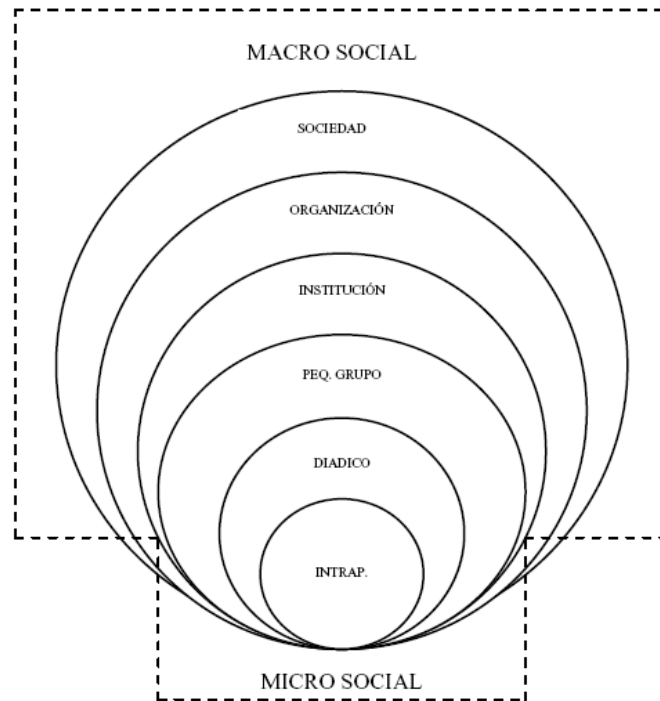 MACRO SOCIAL
SOCIEDAD
ORGANIZACIÓN
INSTITUCIÓN
PEQ. GRUPO
DIADICO
INTRAP.
MICRO SOCIAL